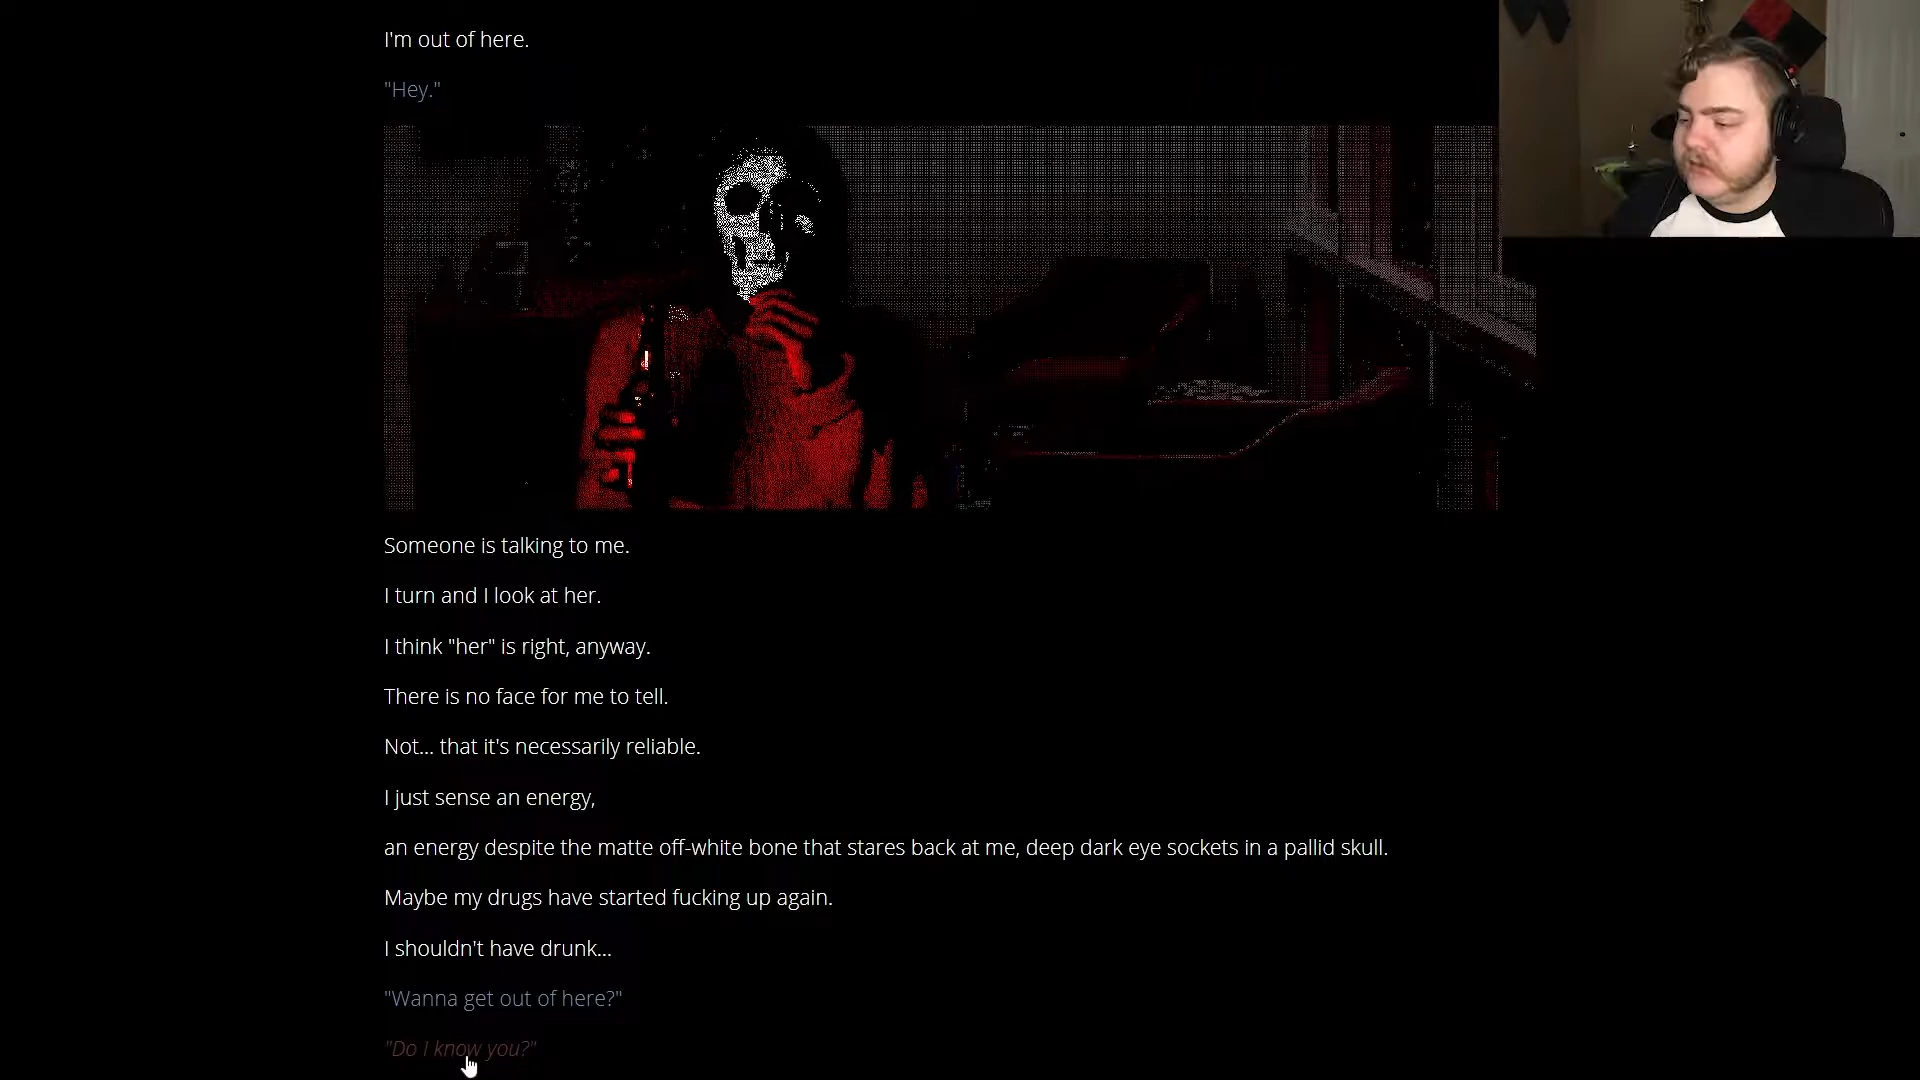 I'm out of here.
"Hey."
Someone is talking to me.
I turn and I look at her.
I think "her" is right, anyway.
There is no face for me to tell.
Not... that it's necessarily reliable.
I just sense an energy,
an energy despite the matte off-white bone that stares back at me, deep dark eye sockets in a pallid skull.
Maybe my drugs have started fucking up again.
I shouldn't have drunk...
"Wanna get out of here?"
"Do I know you?"